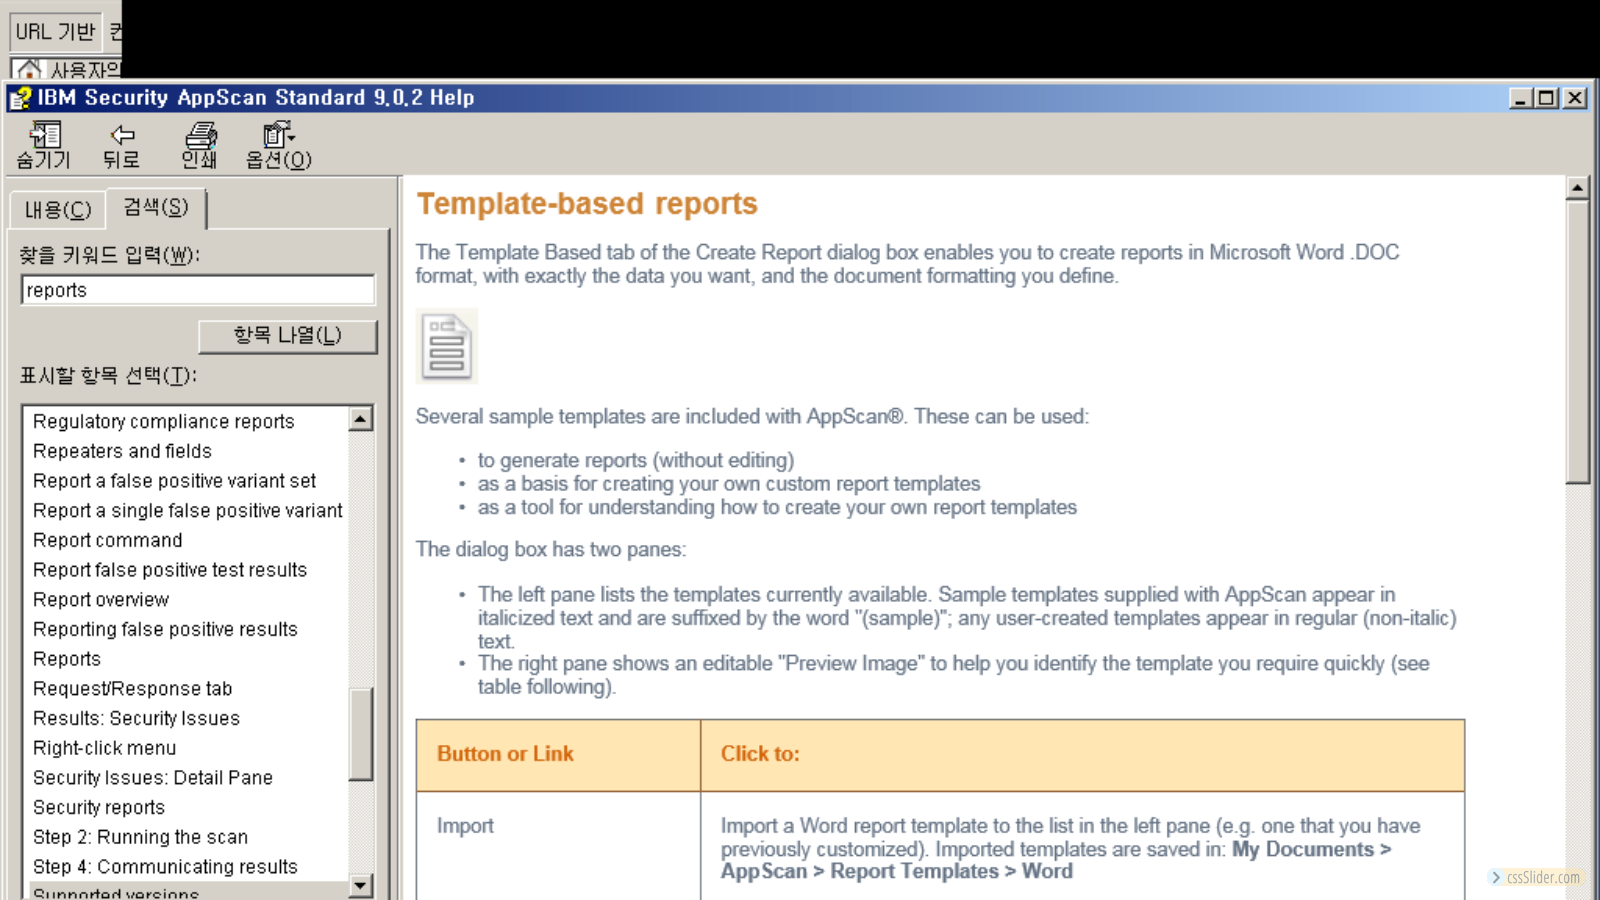 URL 기반
사용자의
IBM Security AppScan Standard 9.0.2 Help
숨기기 뒤로 인쇄 옵션(O)
내용(C) 검색(S)
찾을 키워드 입력(W):
reports
항목 나열(L)
표시할 항목 선택(T):
Regulatory compliance reports
Repeaters and fields
Report a false positive variant set
Report a single false positive variant
Report command
Report false positive test results
Report overview
Reporting false positive results
Reports
Request/Response tab
Results: Security Issues
Right-click menu
Security Issues: Detail Pane
Security reports
Step 2: Running the scan
Step 4: Communicating results
Supported versions
Template-based reports
The Template Based tab of the Create Report dialog box enables you to create reports in Microsoft Word .DOC
format, with exactly the data you want, and the document formatting you define.
Several sample templates are included with AppScan®. These can be used:
• to generate reports (without editing)
• as a basis for creating your own custom report templates
• as a tool for understanding how to create your own report templates
The dialog box has two panes:
• The left pane lists the templates currently available. Sample templates supplied with AppScan appear in
italicized text and are suffixed by the word "(sample)"; any user-created templates appear in regular (non-italic)
text.
• The right pane shows an editable "Preview Image" to help you identify the template you require quickly (see
table following).
Button or Link Click to:
Import Import a Word report template to the list in the left pane (e.g. one that you have
previously customized). Imported templates are saved in: My Documents >
AppScan > Report Templates > Word
cssSlider.com